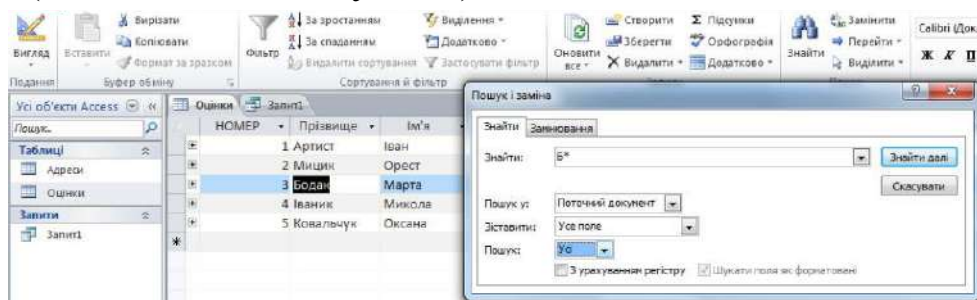 Вирізати
Копіювати
Формат за зразком
Вигляд
Вставити
Подання
Буфер обміну
Фільтр
За зростанням
За спаданням
Видалити сортування
Виділення
Додатково
Застосувати фільтр
Сортування й фільтр
Оновити все
Створити
Зберегти
Видалити
Підсумки
Орфографія
Додатково
Знайти
Замінити
Перейти
Виділити
Calibri (Док
Ж К П
Усі об'єкти Access
Пошук..
Таблиці
Адреси
Оцінки
Запити
Запит1
Оцінки Запит1
НОМЕР Прізвище Ім'я
1 Артист Іван
2 Мицик Орест
3 Бодак Марта
4 Іваник Микола
5 Ковальчук Оксана
Пошук і заміна
Знайти Замінювання
Знайти: Б* Знайти далі
Скасувати
Пошук у: Поточний документ
Зіставити: Усе поле
Пошук: Усі
З урахуванням регістру Шукати поля як форматовані